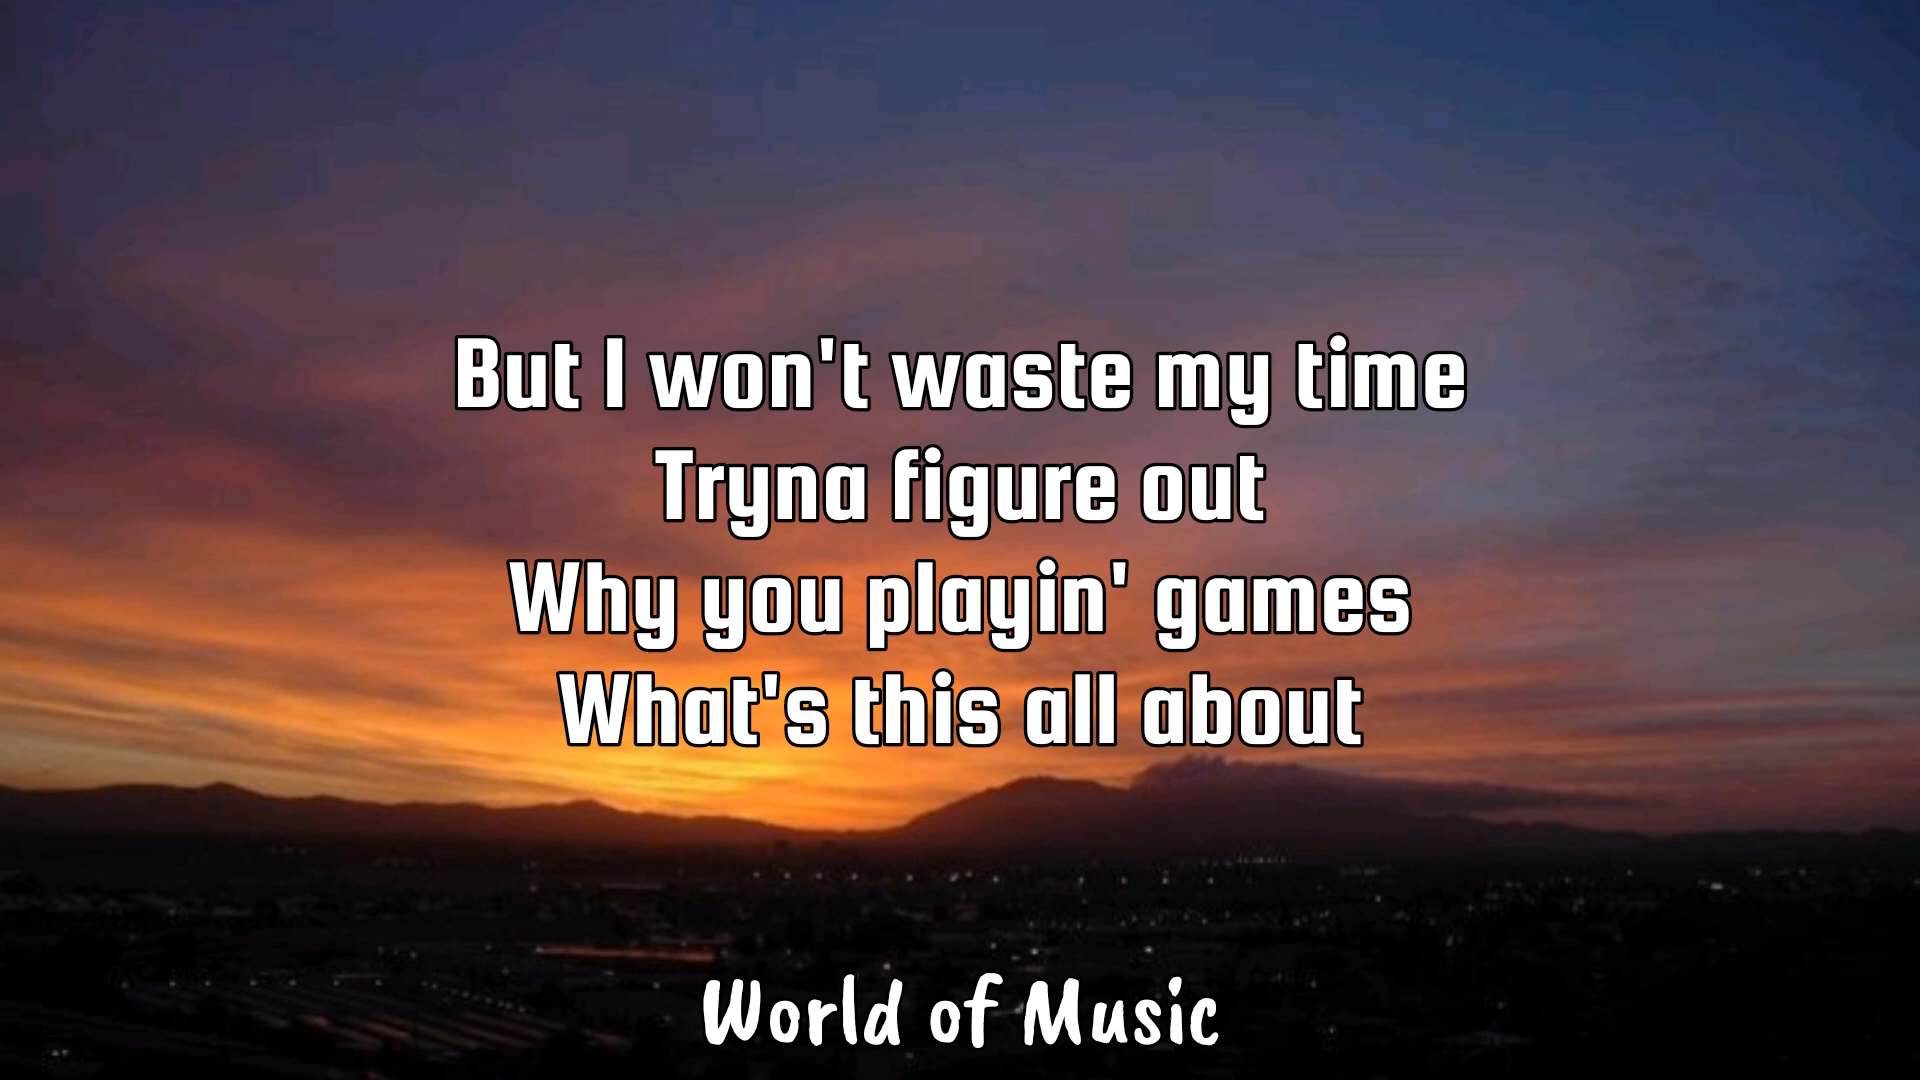 But I won't waste my time
Tryna figure out
Why you playin' games
What's this all about
World of Music